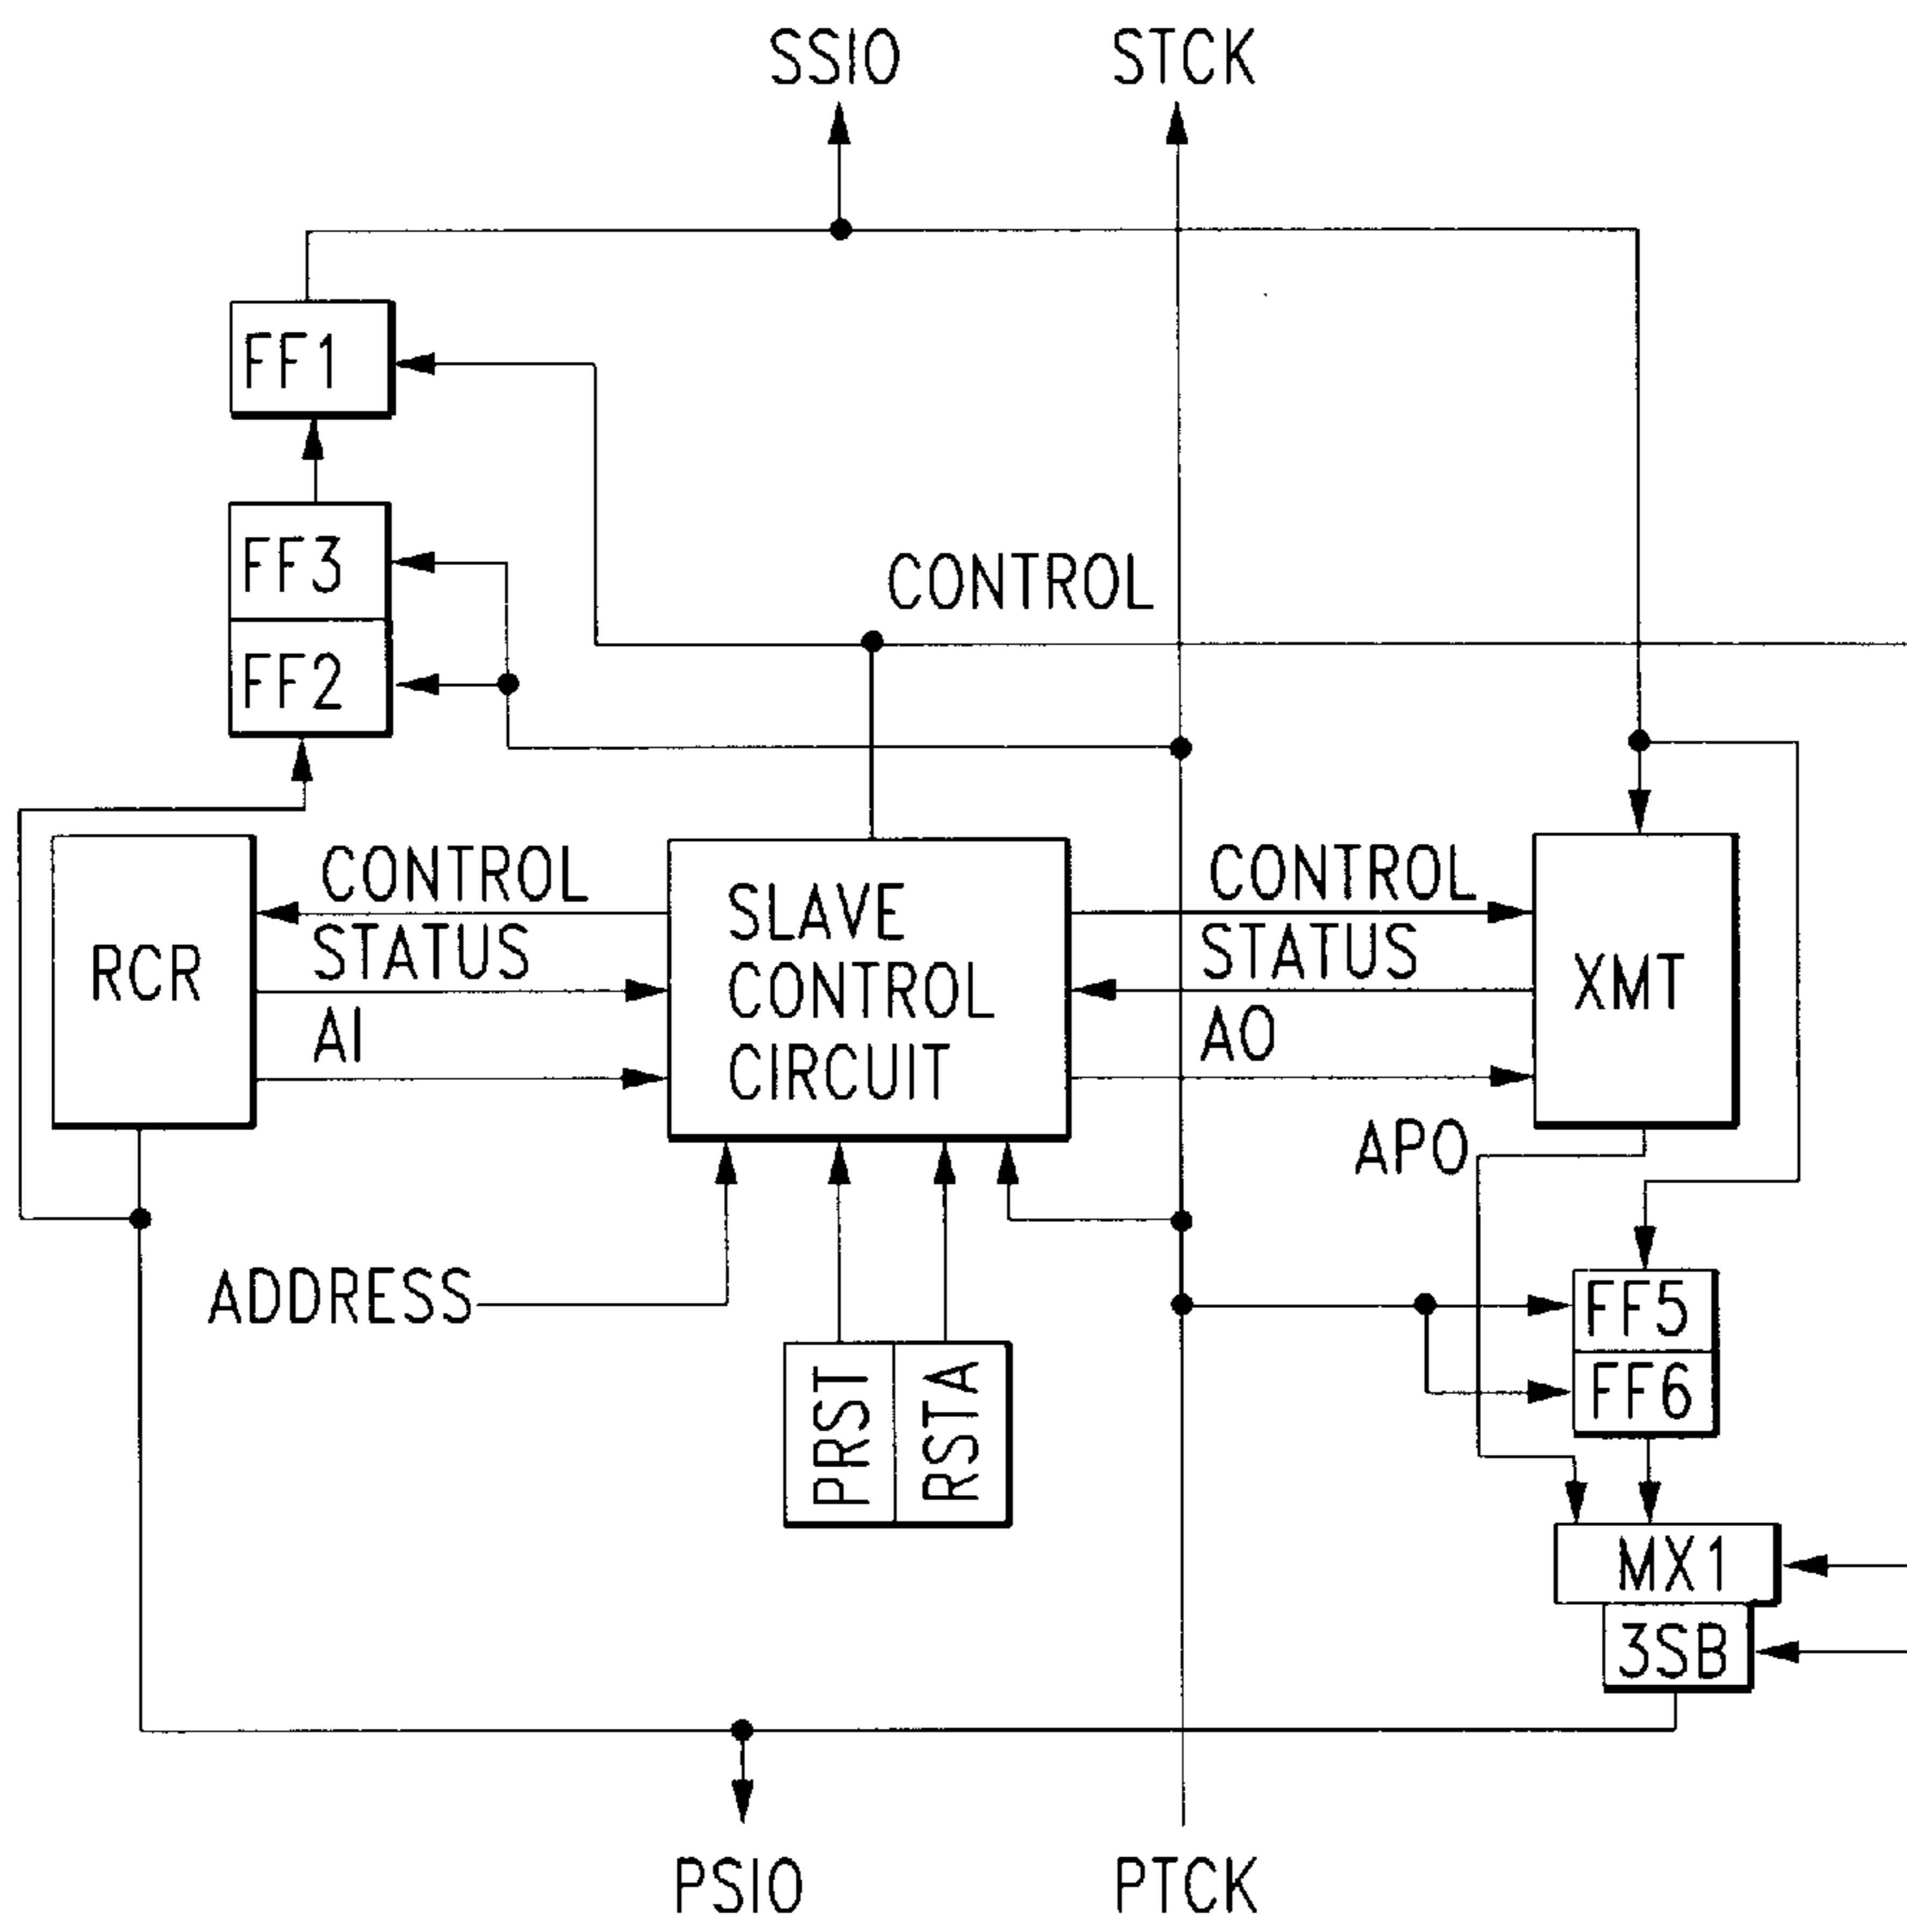 SSIO
STCK
FF1
FF3
CONTROL
FF2
CONTROL
CONTROL
SLAVE
STATUS
STATUS
RCR
CONTROL
XMT
AI
AO
CIRCUIT
APO
ADDRESS
FF5
FF6
PRST
RSTA
MX1
3SB
PSIO
PTCK